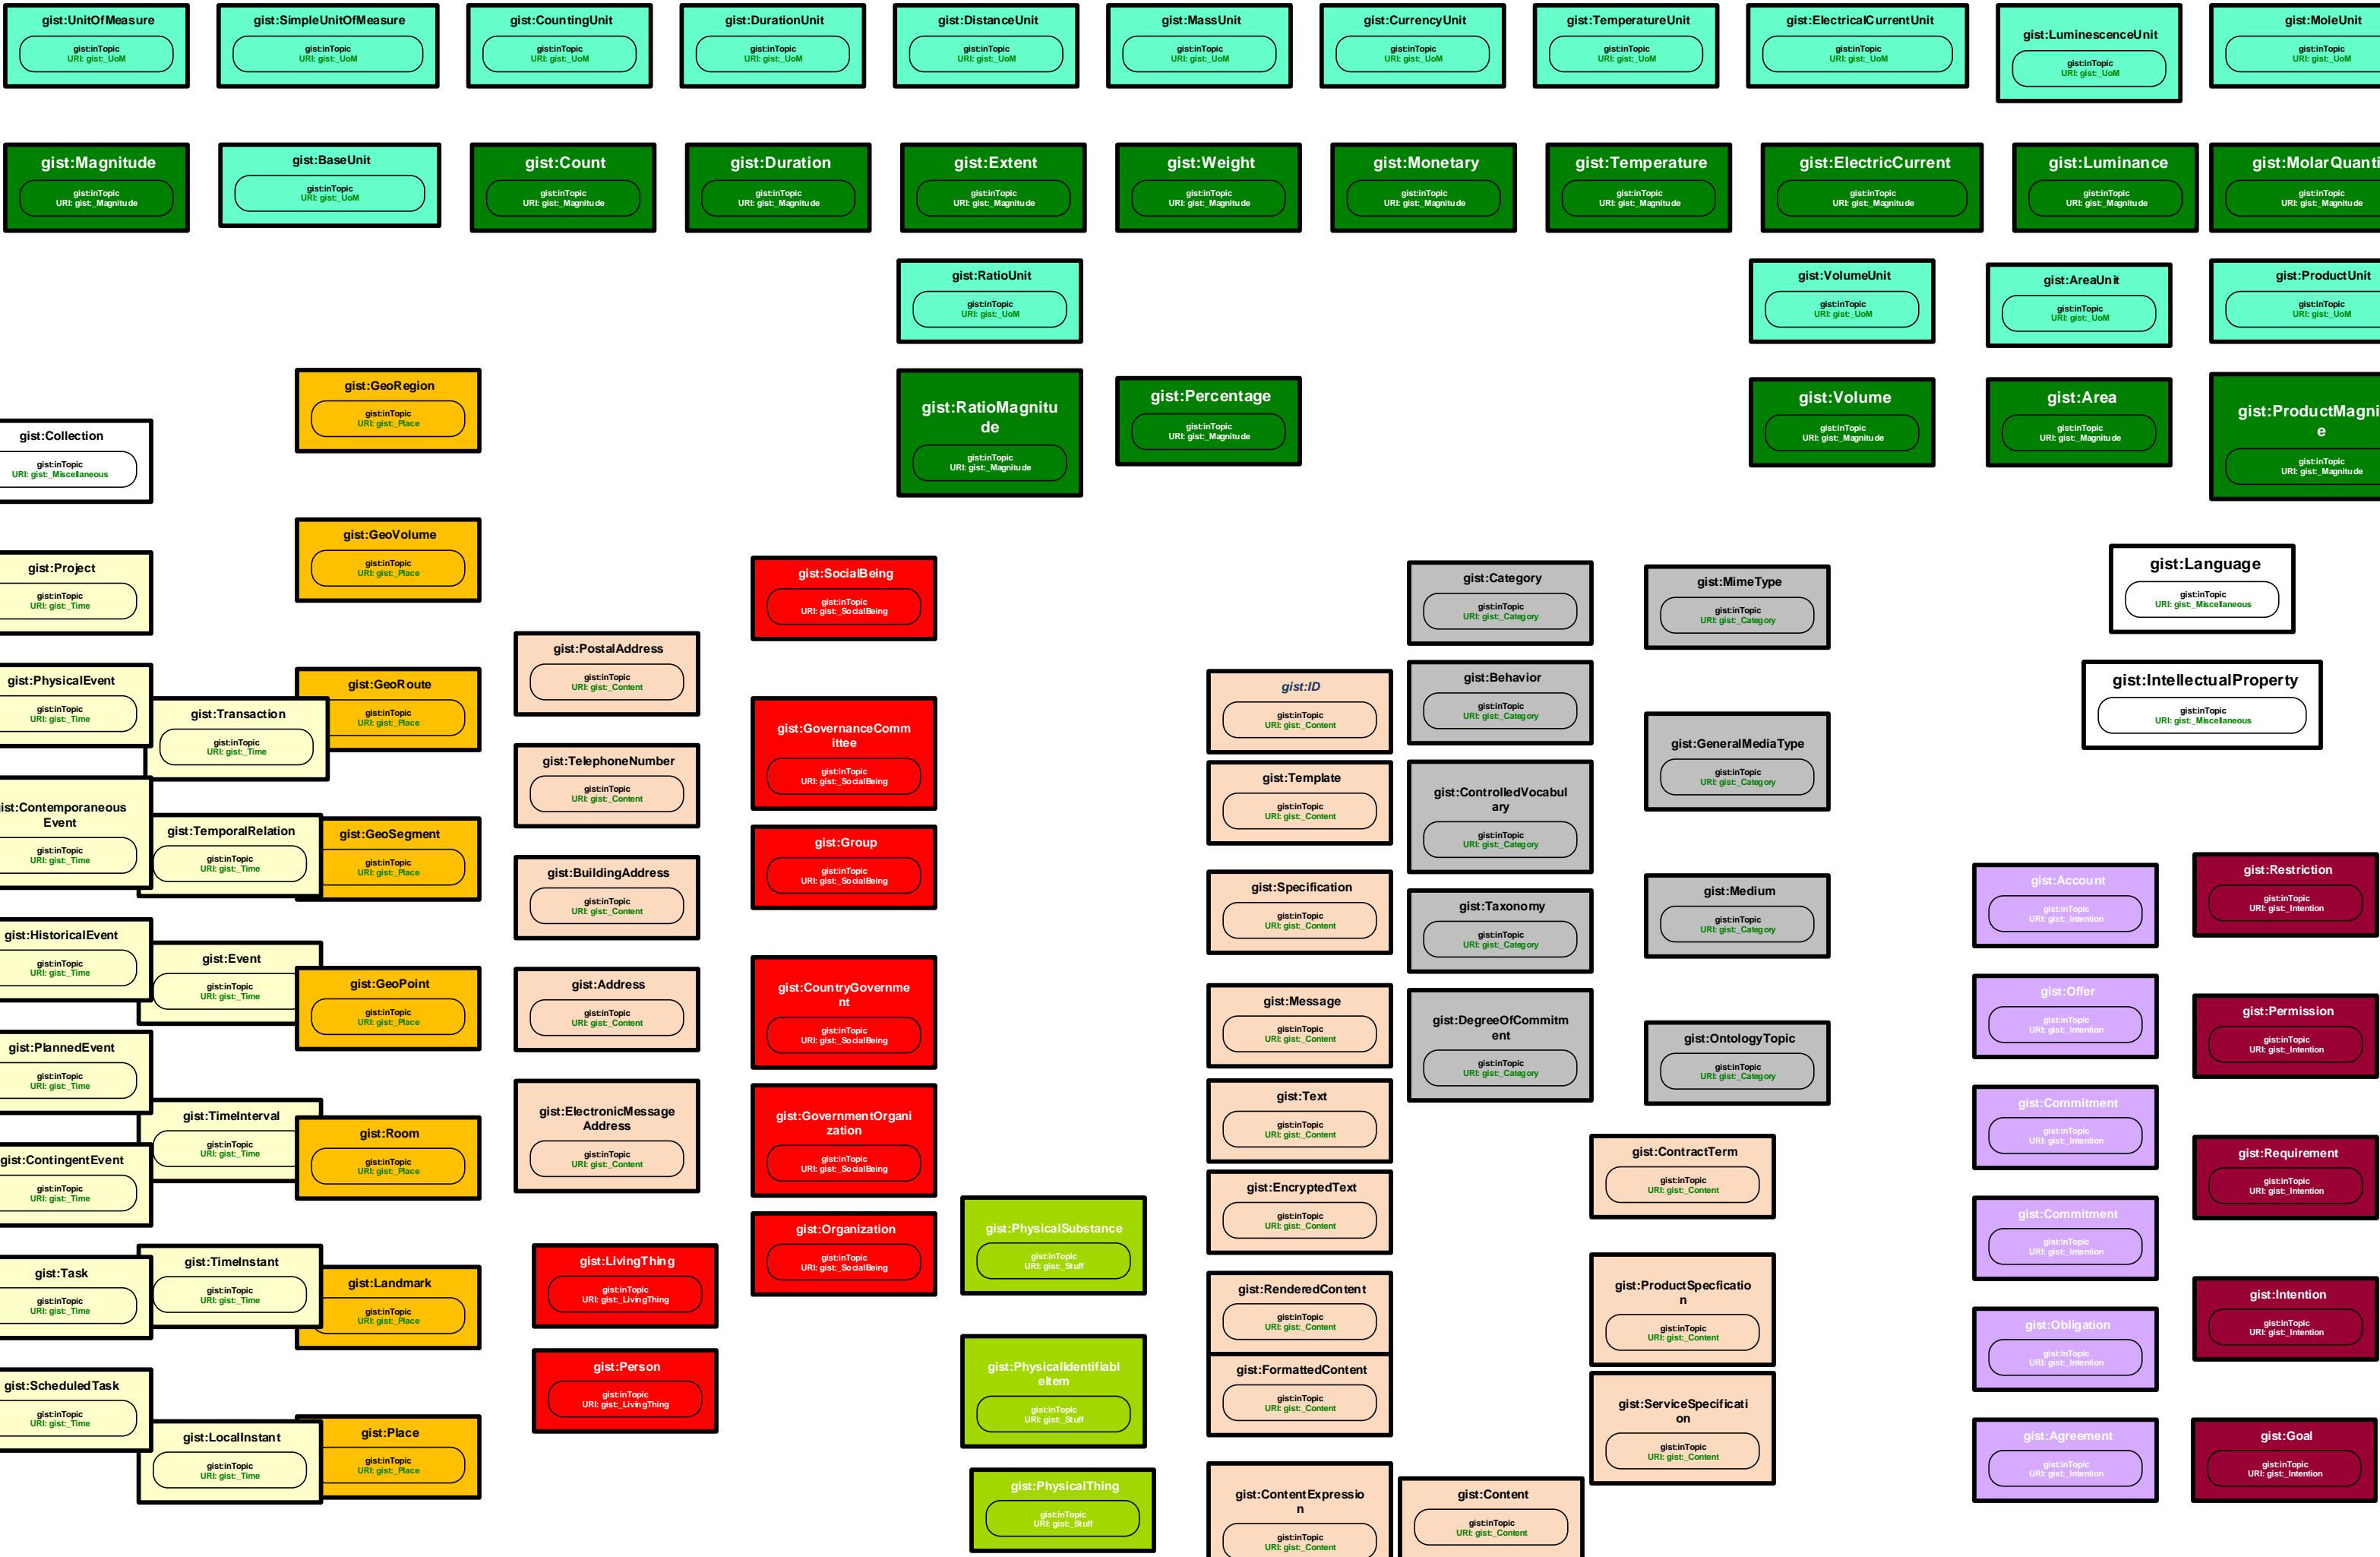 gist:UnitOfMeasure
gist:inTopic
URI: gist:_UoM
gist:SimpleUnitOfMeasure
gist:inTopic
URI: gist:_UoM
gist:CountingUnit
gist:inTopic
URI: gist:_UoM
gist:DurationUnit
gist:inTopic
URI: gist:_UoM
gist:DistanceUnit
gist:inTopic
URI: gist:_UoM
gist:MassUnit
gist:inTopic
URI: gist:_UoM
gist:CurrencyUnit
gist:inTopic
URI: gist:_UoM
gist:TemperatureUnit
gist:inTopic
URI: gist:_UoM
gist:ElectricalCurrentUnit
gist:inTopic
URI: gist:_UoM
gist:LuminescenceUnit
gist:inTopic
URI: gist:_UoM
gist:MoleUnit
gist:inTopic
URI: gist:_UoM
gist:Magnitude
gist:inTopic
URI: gist:_Magnitude
gist:BaseUnit
gist:inTopic
URI: gist:_UoM
gist:Count
gist:inTopic
URI: gist:_Magnitude
gist:Duration
gist:inTopic
URI: gist:_Magnitude
gist:Extent
gist:inTopic
URI: gist:_Magnitude
gist:Weight
gist:inTopic
URI: gist:_Magnitude
gist:Monetary
gist:inTopic
URI: gist:_Magnitude
gist:Temperature
gist:inTopic
URI: gist:_Magnitude
gist:ElectricCurrent
gist:inTopic
URI: gist:_Magnitude
gist:Luminance
gist:inTopic
URI: gist:_Magnitude
gist:MolarQuanti
gist:inTopic
URI: gist:_Magnitude
gist:RatioUnit
gist:inTopic
URI: gist:_UoM
gist:VolumeUnit
gist:inTopic
URI: gist:_UoM
gist:AreaUnit
gist:inTopic
URI: gist:_UoM
gist:ProductUnit
gist:inTopic
URI: gist:_UoM
gist:RatioMagnitu
de
gist:inTopic
URI: gist:_Magnitude
gist:Percentage
gist:inTopic
URI: gist:_Magnitude
gist:Volume
gist:inTopic
URI: gist:_Magnitude
gist:Area
gist:inTopic
URI: gist:_Magnitude
gist:ProductMagni
e
gist:inTopic
URI: gist:_Magnitude
gist:Collection
gist:inTopic
URI: gist:_Miscellaneous
gist:Project
gist:inTopic
URI: gist:_Time
gist:PhysicalEvent
gist:inTopic
URI: gist:_Time
ist:Contemporaneous
Event
gist:inTopic
URI: gist:_Time
gist:HistoricalEvent
gist:inTopic
URI: gist:_Time
gist:PlannedEvent
gist:inTopic
URI: gist:_Time
gist:ContingentEvent
gist:inTopic
URI: gist:_Time
gist:Task
gist:inTopic
URI: gist:_Time
gist:ScheduledTask
gist:inTopic
URI: gist:_Time
gist:Transaction
gist:inTopic
URI: gist:_Time
gist:TemporalRelation
gist:inTopic
URI: gist:_Time
gist:Event
gist:inTopic
URI: gist:_Time
gist:TimeInterval
gist:inTopic
URI: gist:_Time
gist:TimeInstant
gist:inTopic
URI: gist:_Time
gist:LocalInstant
gist:inTopic
URI: gist:_Time
gist:GeoRegion
gist:inTopic
URI: gist:_Place
gist:GeoVolume
gist:inTopic
URI: gist:_Place
gist:GeoRoute
gist:inTopic
URI: gist:_Place
gist:GeoSegment
gist:inTopic
URI: gist:_Place
gist:GeoPoint
gist:inTopic
URI: gist:_Place
gist:Room
gist:inTopic
URI: gist:_Place
gist:Landmark
gist:inTopic
URI: gist:_Place
gist:Place
gist:inTopic
URI: gist:_Place
gist:PostalAddress
gist:inTopic
URI: gist:_Content
gist:TelephoneNumber
gist:inTopic
URI: gist:_Content
gist:BuildingAddress
gist:inTopic
URI: gist:_Content
gist:Address
gist:inTopic
URI: gist:_Content
gist:ElectronicMessage
Address
gist:inTopic
URI: gist:_Content
gist:LivingThing
gist:inTopic
URI: gist:_LivingThing
gist:Person
gist:inTopic
URI: gist:_LivingThing
gist:SocialBeing
gist:inTopic
URI: gist:_SocialBeing
gist:GovernanceComm
ittee
gist:inTopic
URI: gist:_SocialBeing
gist:Group
gist:inTopic
URI: gist:_SocialBeing
gist:CountryGovernme
nt
gist:inTopic
URI: gist:_SocialBeing
gist:GovernmentOrgani
zation
gist:inTopic
URI: gist:_SocialBeing
gist:Organization
gist:inTopic
URI: gist:_SocialBeing
gist:PhysicalSubstance
gist:inTopic
URI: gist:_Stuff
gist:PhysicalIdentifiabl
eItem
gist:inTopic
URI: gist:_Stuff
gist:PhysicalThing
gist:inTopic
URI: gist:_Stuff
gist:ID
gist:inTopic
URI: gist:_Content
gist:Template
gist:inTopic
URI: gist:_Content
gist:Specification
gist:inTopic
URI: gist:_Content
gist:Message
gist:inTopic
URI: gist:_Content
gist:Text
gist:inTopic
URI: gist:_Content
gist:EncryptedText
gist:inTopic
URI: gist:_Content
gist:RenderedContent
gist:inTopic
URI: gist:_Content
gist:FormattedContent
gist:inTopic
URI: gist:_Content
gist:ContentExpressio
n
gist:inTopic
URI: gist:_Content
gist:Content
gist:inTopic
URI: gist:_Content
gist:Category
gist:inTopic
URI: gist:_Category
gist:Behavior
gist:inTopic
URI: gist:_Category
gist:ControlledVocabul
ary
gist:inTopic
URI: gist:_Category
gist:Taxonomy
gist:inTopic
URI: gist:_Category
gist:DegreeOfCommitm
ent
gist:inTopic
URI: gist:_Category
gist:MimeType
gist:inTopic
URI: gist:_Category
gist:GeneralMediaType
gist:inTopic
URI: gist:_Category
gist:Medium
gist:inTopic
URI: gist:_Category
gist:OntologyTopic
gist:inTopic
URI: gist:_Category
gist:ContractTerm
gist:inTopic
URI: gist:_Content
gist:ProductSpecficatio
n
gist:inTopic
URI: gist:_Content
gist:ServiceSpecificati
on
gist:inTopic
URI: gist:_Content
gist:Language
gist:inTopic
URI: gist:_Miscellaneous
gist:IntellectualProperty
gist:inTopic
URI: gist:_Miscellaneous
gist:Account
gist:inTopic
URI: gist:_Intention
gist:Offer
gist:inTopic
URI: gist:_Intention
gist:Commitment
gist:inTopic
URI: gist:_Intention
gist:Commitment
gist:inTopic
URI: gist:_Intention
gist:Obligation
gist:inTopic
URI: gist:_Intention
gist:Agreement
gist:inTopic
URI: gist:_Intention
gist:Restriction
gist:inTopic
URI: gist:_Intention
gist:Permission
gist:inTopic
URI: gist:_Intention
gist:Requirement
gist:inTopic
URI: gist:_Intention
gist:Intention
gist:inTopic
URI: gist:_Intention
gist:Goal
gist:inTopic
URI: gist:_Intention